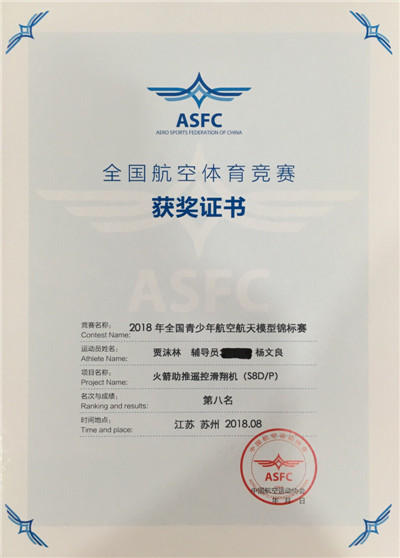 ASFC
AERO SPORTS FEDERATION OF CHINA
全国航空体育竞赛
获奖证书
ASFC
竞赛名称: 2018 年全国青少年航空航天模型锦标赛
Contest Name:
运动员姓名 贾沫林 辅导员: 杨文良
Athlete Name:
项目名称: 火箭助推遥控滑翔机（S8D/P）
Project Name:
名次与成绩: 第八名
Ranking and results:
时间地点: 江苏 苏州 2018.08
Time and place:
ASFC
中国航空运动协会
年 月 日